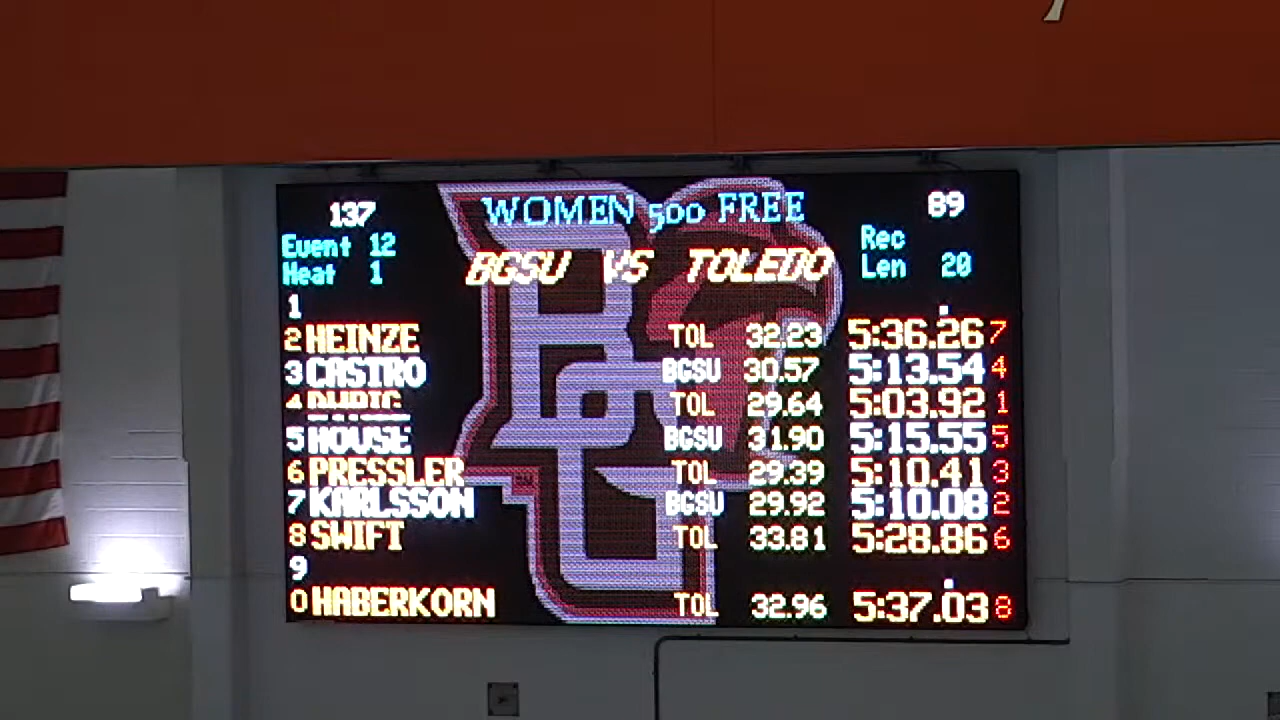 137 WOMEN 500 FREE 89
Event 12 Rec
Heat 1 BGSU VS TOLEDO Len 20
1
2 HEINZE TOL 32.23 5:36.26 7
3 CASTRO BGSU 30.57 5:13.54 4
4 TOL 29.64 5:03.92 1
5 HOUSE BGSU 31.90 5:15.55 5
6 PRESSLER TOL 29.39 5:10.41 3
7 KARLSSON BGSU 29.92 5:10.08 2
8 SWIFT TOL 33.81 5:28.86 6
9
0 HABERKORN TOL 32.96 5:37.03 8